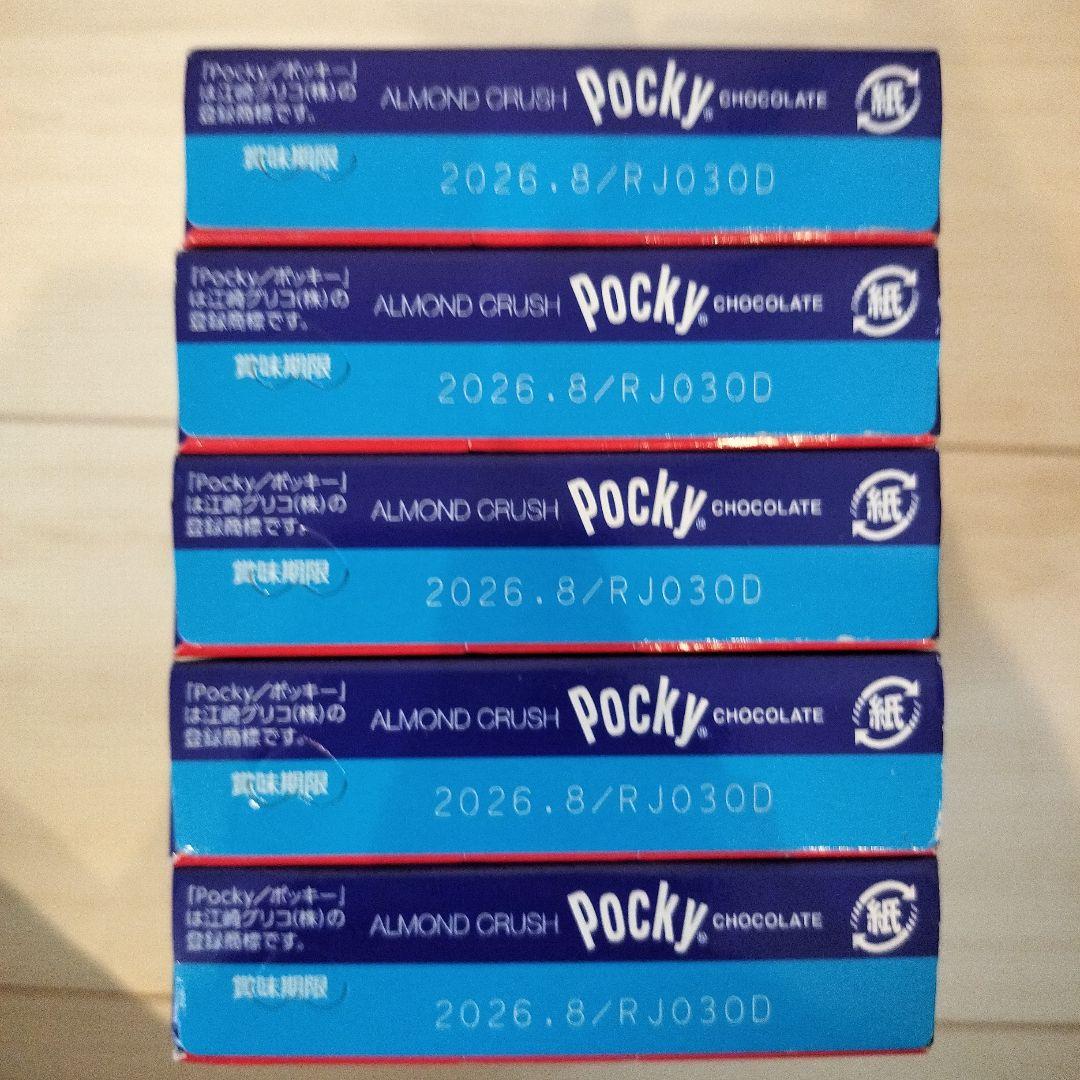 「Pocky／ポッキー」
は江崎グリコ(株)の
登録商標です。
ALMOND CRUSH Pocky® CHOCOLATE
紙
賞味期限
2026.8/RJ030D
「Pocky／ポッキー」
は江崎グリコ(株)の
登録商標です。
ALMOND CRUSH Pocky® CHOCOLATE
紙
賞味期限
2026.8/RJ030D
「Pocky／ポッキー」
は江崎グリコ(株)の
登録商標です。
ALMOND CRUSH Pocky® CHOCOLATE
紙
賞味期限
2026.8/RJ030D
「Pocky／ポッキー」
は江崎グリコ(株)の
登録商標です。
ALMOND CRUSH Pocky® CHOCOLATE
紙
賞味期限
2026.8/RJ030D
「Pocky／ポッキー」
は江崎グリコ(株)の
登録商標です。
ALMOND CRUSH Pocky® CHOCOLATE
紙
賞味期限
2026.8/RJ030D